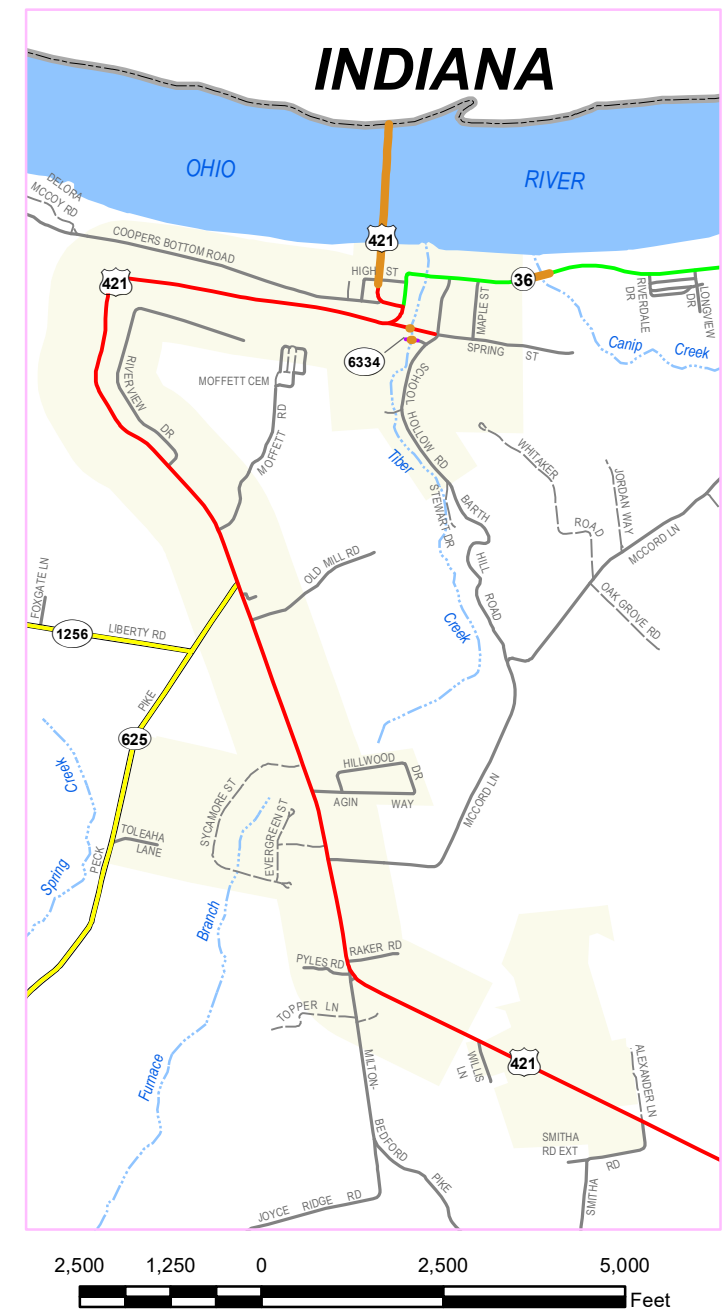 INDIANA
OHIO
RIVER
DELORA
MCCOY RD
COOPERS BOTTOM ROAD
421
HIGH ST
36
421
RIVERDALE
DR
LONGVIEW
DR
MAPLE ST
Canip
Creek
SPRING ST
6334
MOFFETT CEM
RIVERVIEW
DR
MOFFETT RD
SCHOOL HOLLOW RD
Tiber
STEWART DR
BARTH
HILL
ROAD
WHITAKER
ROAD
JORDAN WAY
MCCORD LN
OLD MILL RD
OAK GROVE RD
FOXGATE LN
1256
LIBERTY RD
Creek
PIKE
625
Creek
HILLWOOD
DR
AGIN WAY
SYCAMORE ST
EVERGREEN ST
MCCORD LN
TOLEAHA
LANE
PECK
Spring
Branch
RAKER RD
PYLES RD
TOPPER LN
421
MILTON-
WILLIS
LN
ALEXANDER LN
Furnace
BEDFORD
PIKE
SMITHA
RD EXT
SMITHA
RD
JOYCE RIDGE RD
2,500 1,250 0 2,500 5,000
Feet